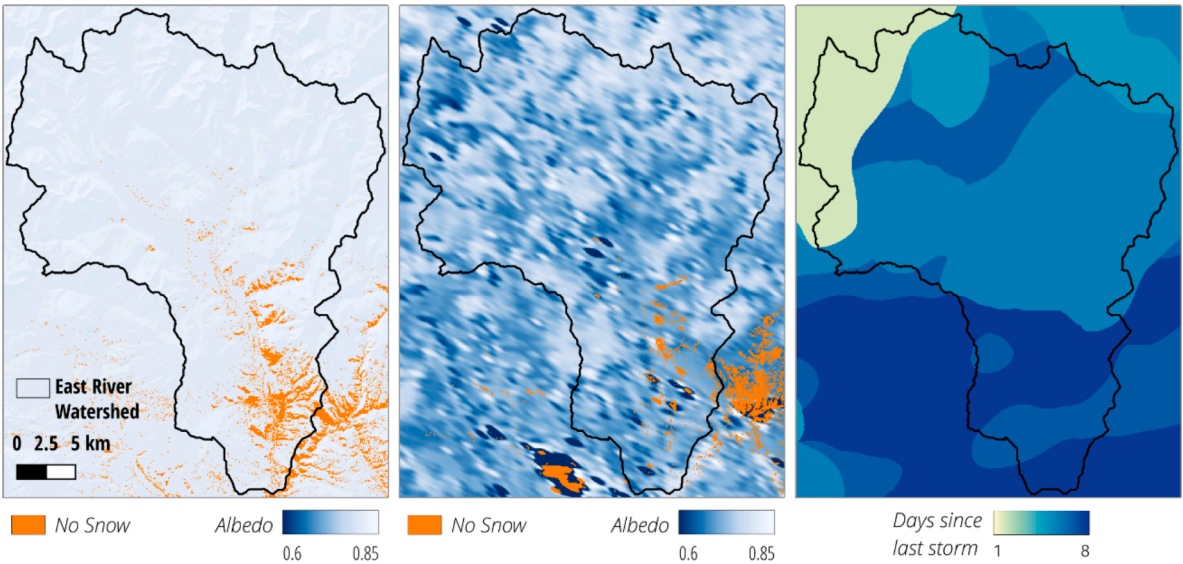 East River
Watershed
0 2.5 5 km
No Snow
Albedo
0.6 0.85
No Snow
Albedo
0.6 0.85
Days since
last storm 1 8